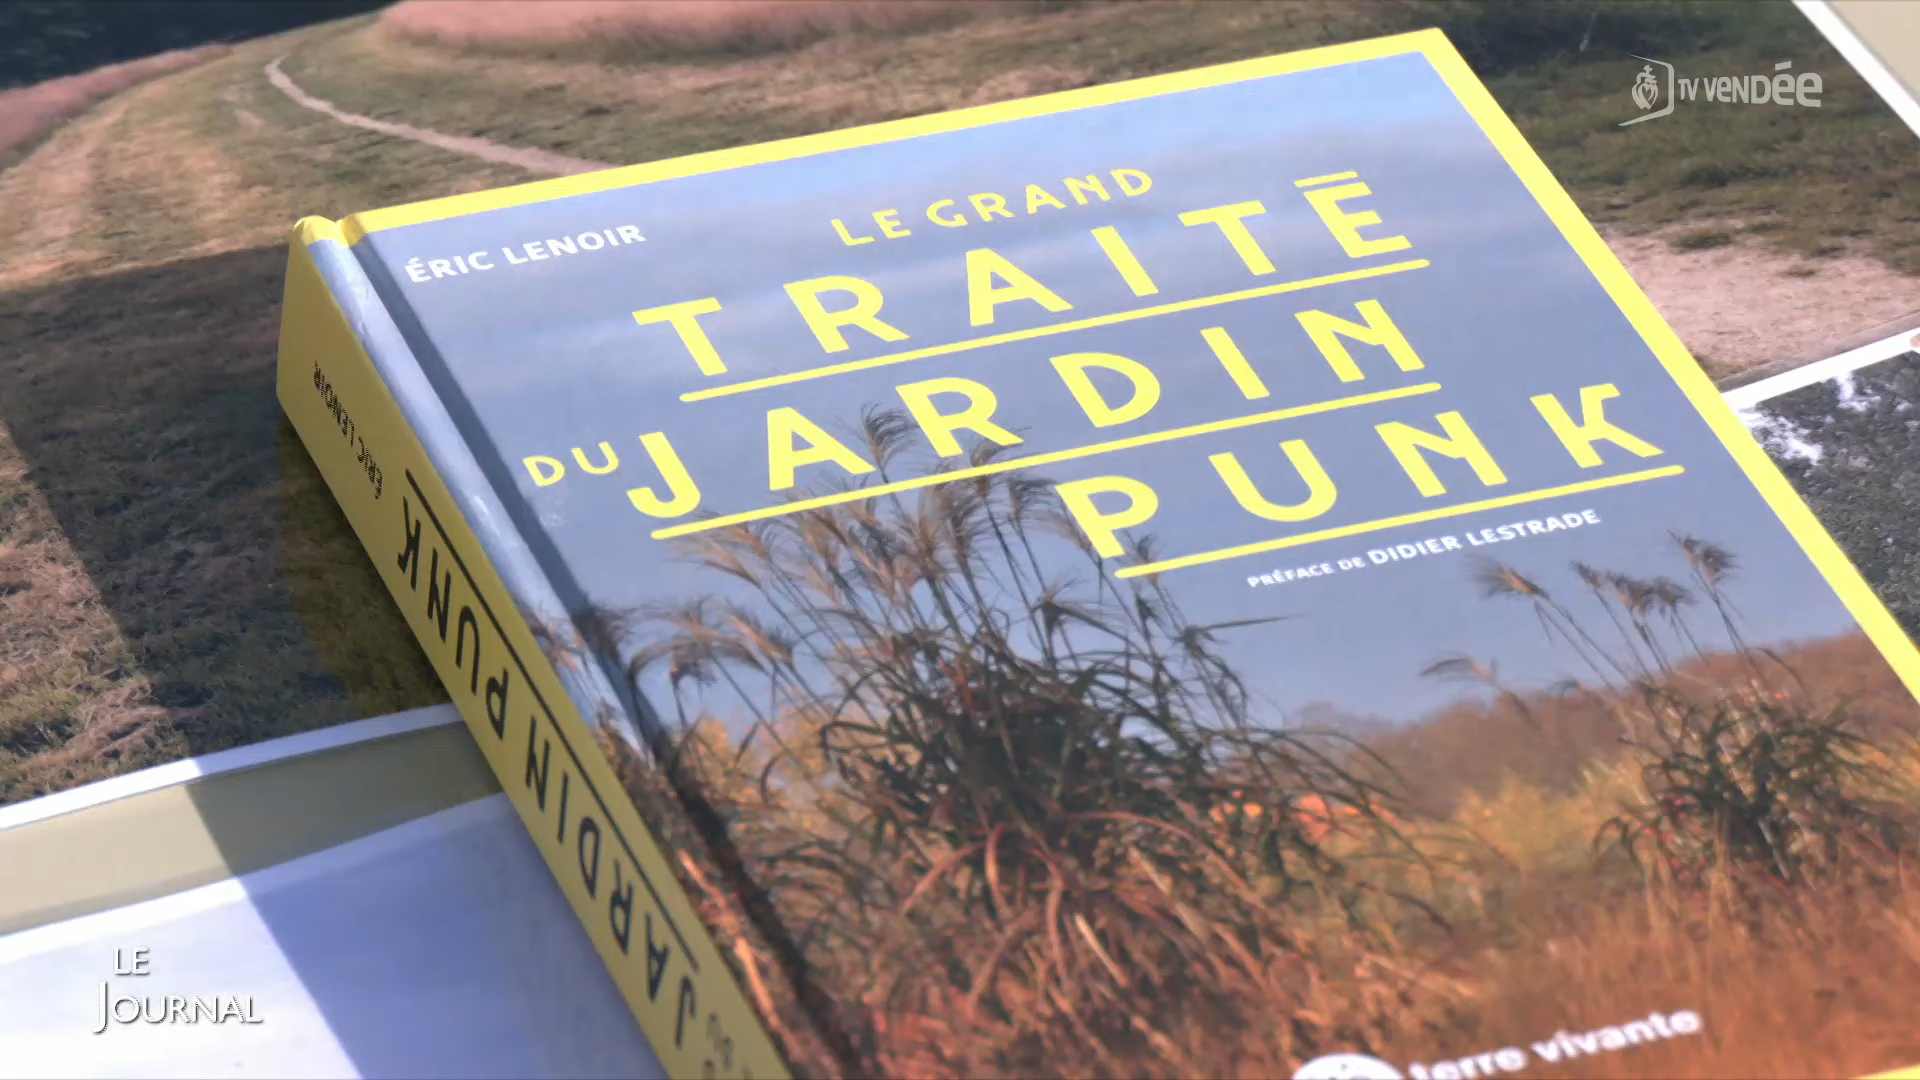 TV VENDÉE
ÉRIC LENOIR
LE GRAND
TRAITÉ
DU JARDIN
PUNK
PRÉFACE DE DIDIER LESTRADE
terre vivante
ÉRIC LENOIR
DU JARDIN PUNK
LE
JOURNAL